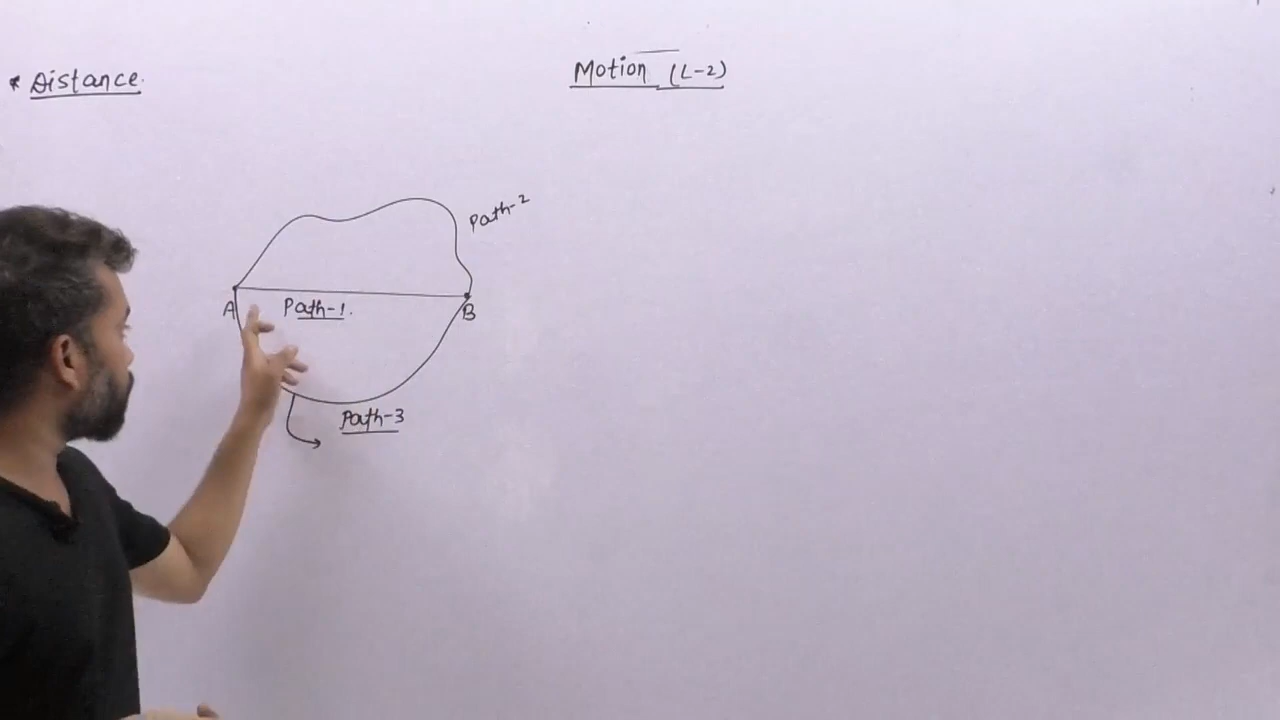 * Distance.
Motion (L-2)
Path-2
A
Path-1.
B
Path-3